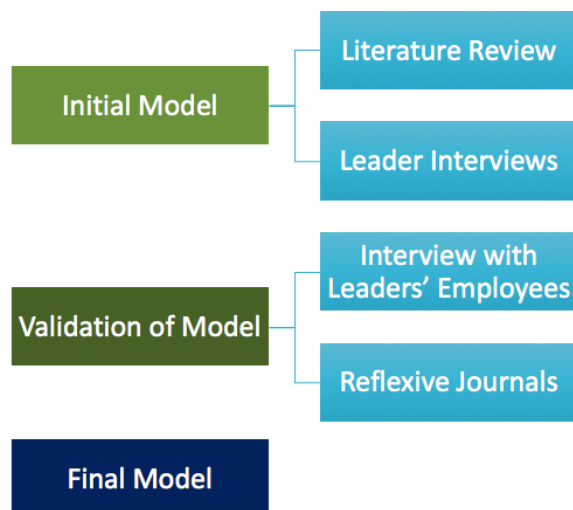 Initial Model
Literature Review
Leader Interviews
Validation of Model
Interview with
Leaders’ Employees
Reflexive Journals
Final Model